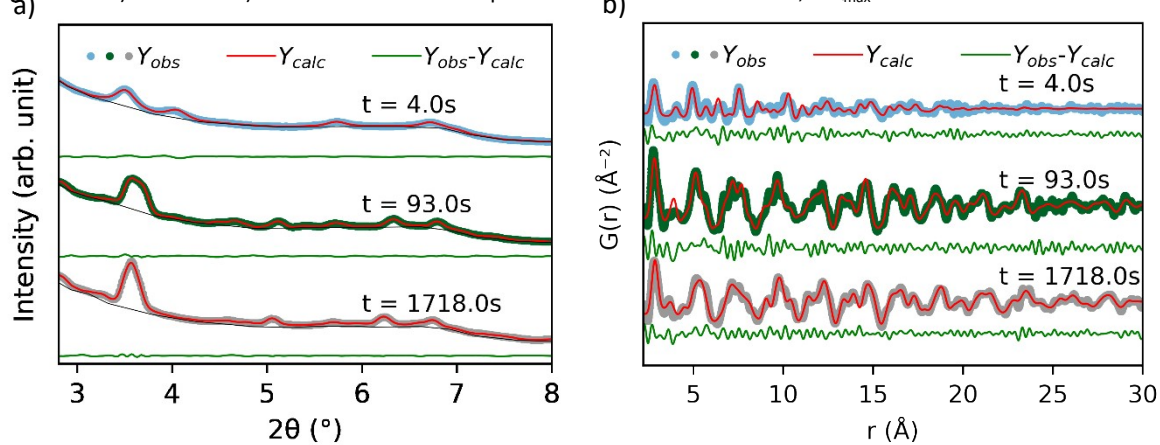 a)
Y_obs
Y_calc
Y_obs-Y_calc
t = 4.0s
t = 93.0s
t = 1718.0s
Intensity (arb. unit)
3 4 5 6 7 8
2θ (°)
b)
Y_obs
Y_calc
Y_obs-Y_calc
t = 4.0s
t = 93.0s
t = 1718.0s
G(r) (Å⁻²)
5 10 15 20 25 30
r (Å)